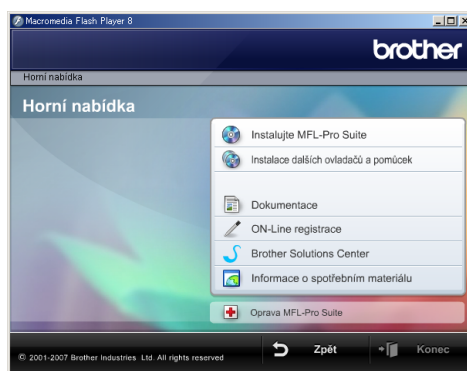 Macromedia Flash Player 8
brother
Horní nabídka
Horní nabídka
Instalujte MFL-Pro Suite
Instalace dalších ovladačů a pomůcek
Dokumentace
ON-Line registrace
Brother Solutions Center
Informace o spotřebním materiálu
Oprava MFL-Pro Suite
© 2001-2007 Brother Industries Ltd. All rights reserved
Zpět
Konec